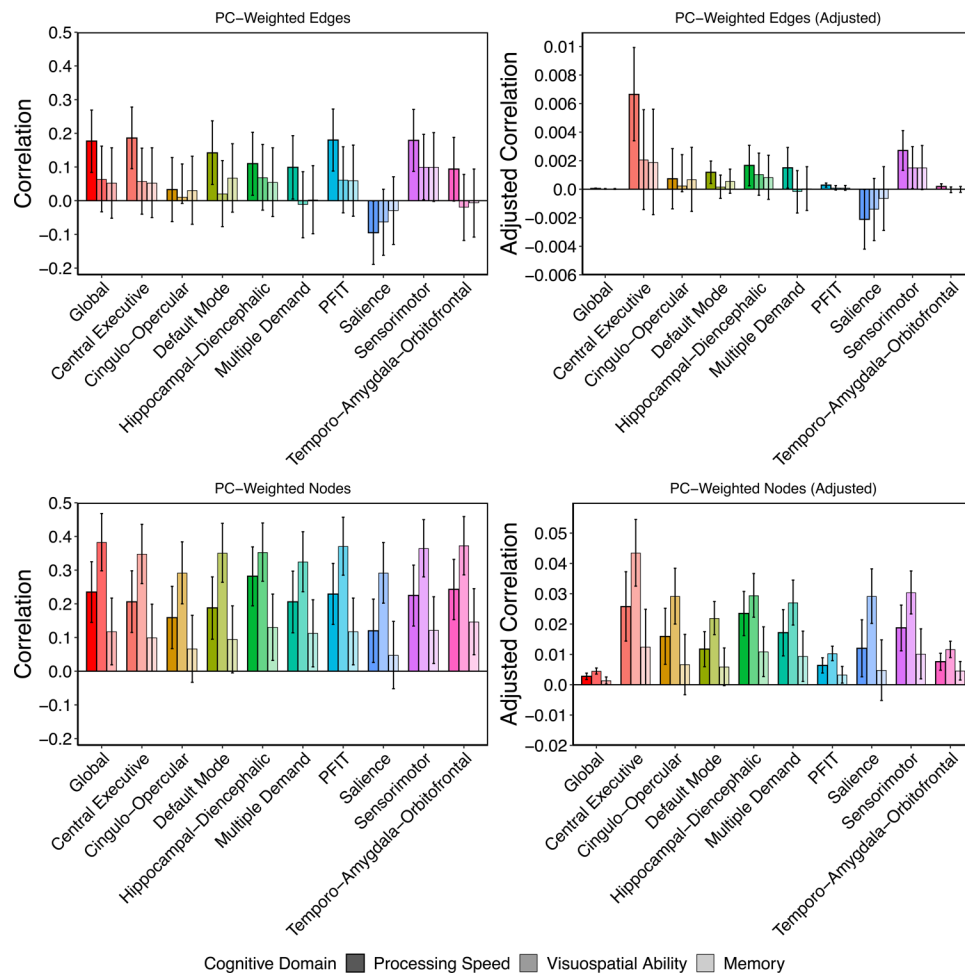 PC−Weighted Edges
Correlation
0.5
0.4
0.3
0.2
0.1
0.0
−0.1
−0.2
Global
Central Executive
Cingulo−Opercular
Default Mode
Hippocampal−Diencephalic
Multiple Demand
PFIT
Salience
Sensorimotor
Temporo−Amygdala−Orbitofrontal
PC−Weighted Edges (Adjusted)
Adjusted Correlation
0.01
0.008
0.006
0.004
0.002
0.000
−0.002
−0.004
−0.006
Global
Central Executive
Cingulo−Opercular
Default Mode
Hippocampal−Diencephalic
Multiple Demand
PFIT
Salience
Sensorimotor
Temporo−Amygdala−Orbitofrontal
PC−Weighted Nodes
Correlation
0.5
0.4
0.3
0.2
0.1
0.0
−0.1
−0.2
Global
Central Executive
Cingulo−Opercular
Default Mode
Hippocampal−Diencephalic
Multiple Demand
PFIT
Salience
Sensorimotor
Temporo−Amygdala−Orbitofrontal
PC−Weighted Nodes (Adjusted)
Adjusted Correlation
0.05
0.04
0.03
0.02
0.01
0.0
−0.01
−0.02
Global
Central Executive
Cingulo−Opercular
Default Mode
Hippocampal−Diencephalic
Multiple Demand
PFIT
Salience
Sensorimotor
Temporo−Amygdala−Orbitofrontal
Cognitive Domain Processing Speed Visuospatial Ability Memory